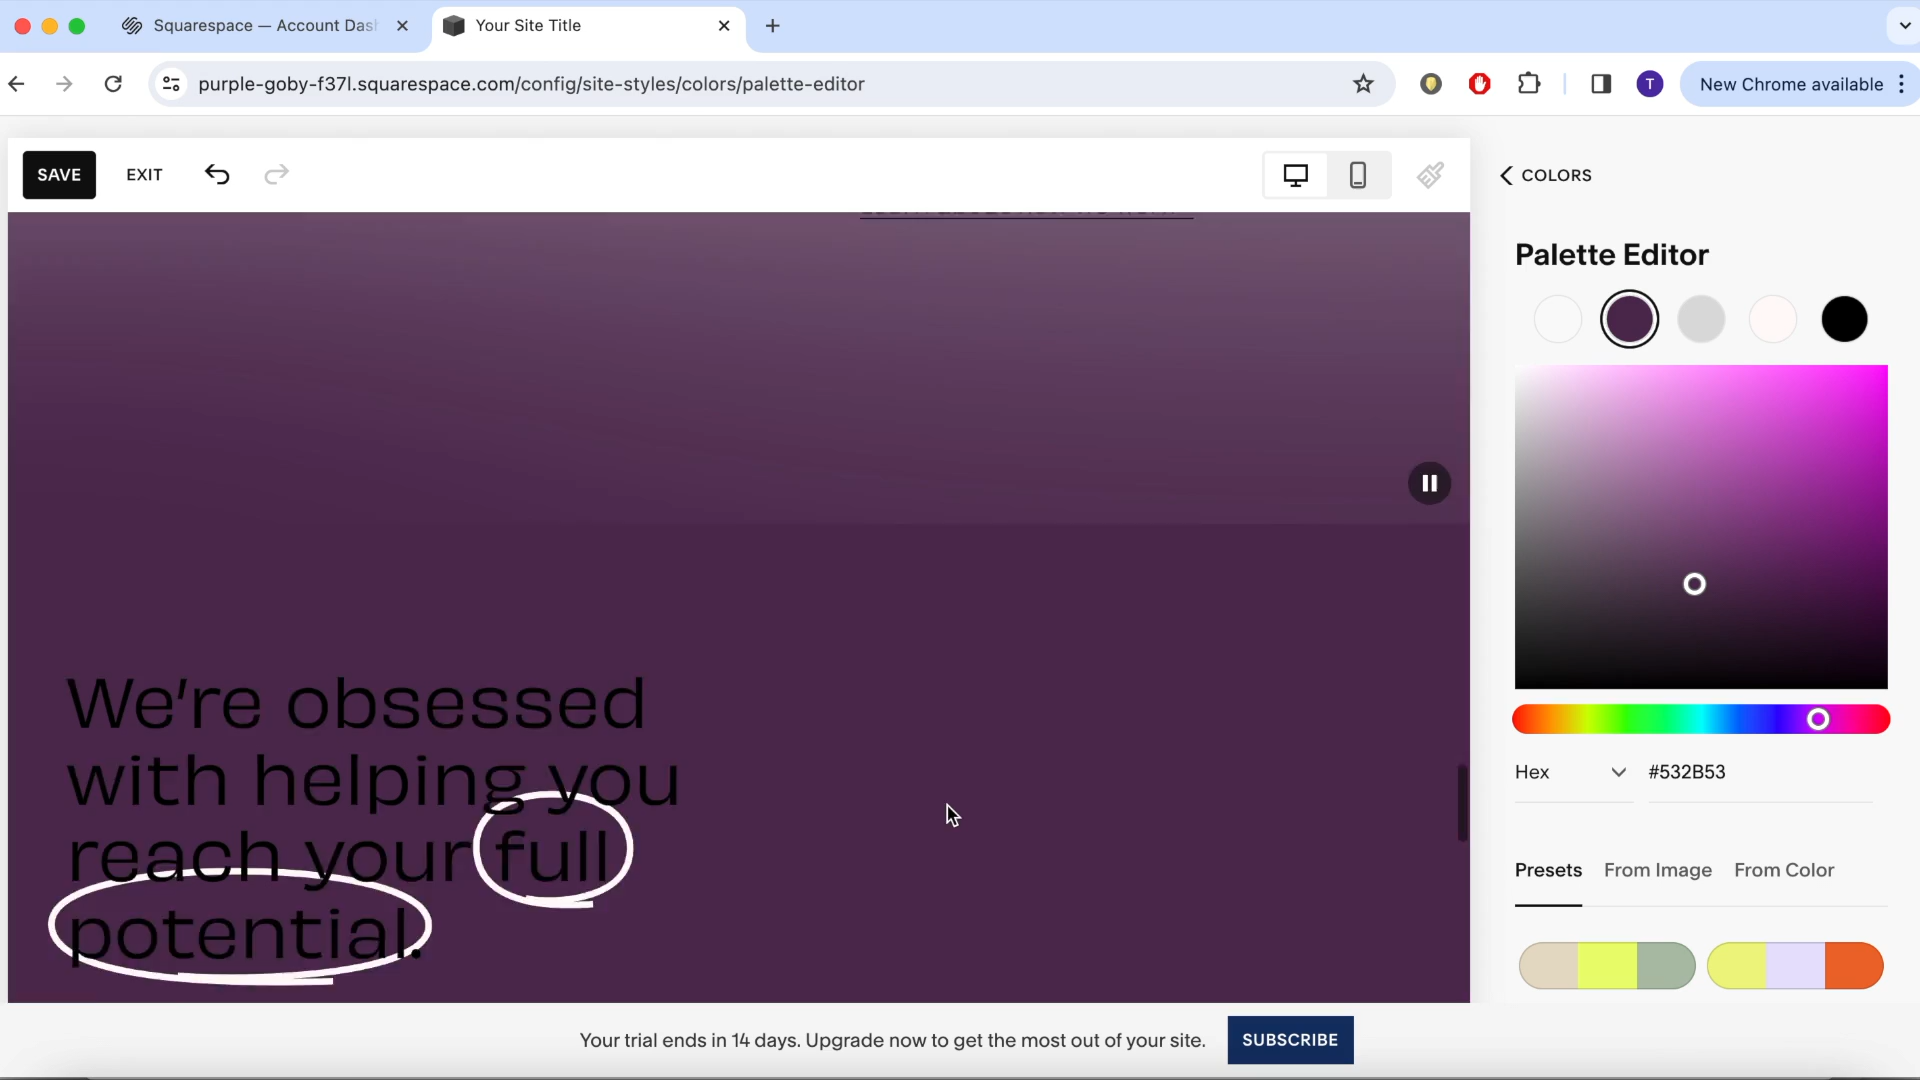 Squarespace — Account Dash
Your Site Title
purple-goby-f37l.squarespace.com/config/site-styles/colors/palette-editor
T
New Chrome available
SAVE
EXIT
COLORS
Palette Editor
We're obsessed
with helping you
reach your full
potential.
Hex
#532B53
Presets
From Image
From Color
Your trial ends in 14 days. Upgrade now to get the most out of your site.
SUBSCRIBE